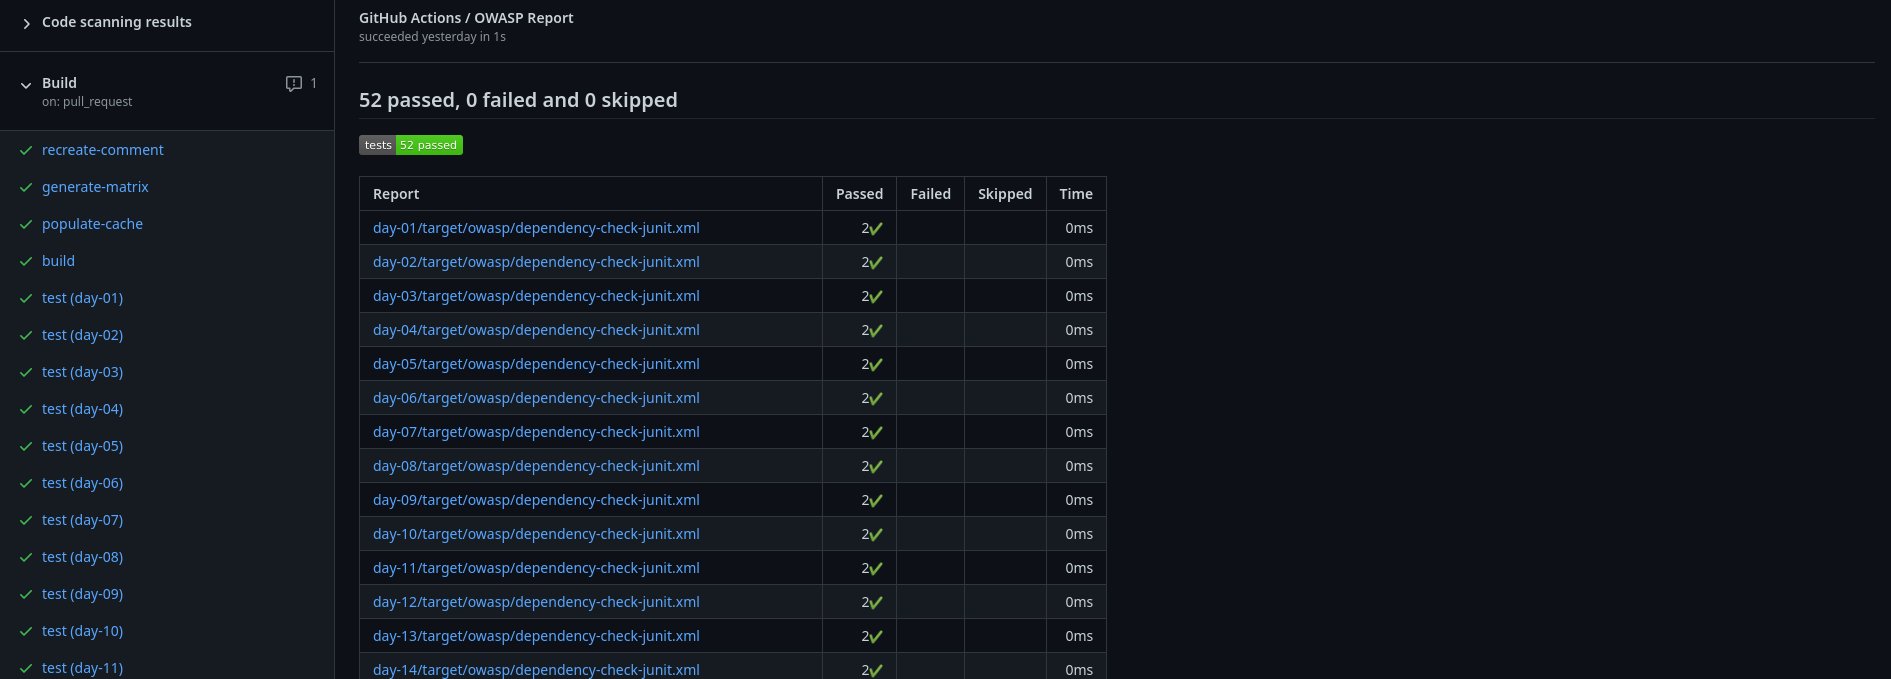 Code scanning results
Build
1
on: pull_request
recreate-comment
generate-matrix
populate-cache
build
test (day-01)
test (day-02)
test (day-03)
test (day-04)
test (day-05)
test (day-06)
test (day-07)
test (day-08)
test (day-09)
test (day-10)
test (day-11)
GitHub Actions / OWASP Report
succeeded yesterday in 1s
52 passed, 0 failed and 0 skipped
tests 52 passed
Report Passed Failed Skipped Time
day-01/target/owasp/dependency-check-junit.xml 2✔ 0ms
day-02/target/owasp/dependency-check-junit.xml 2✔ 0ms
day-03/target/owasp/dependency-check-junit.xml 2✔ 0ms
day-04/target/owasp/dependency-check-junit.xml 2✔ 0ms
day-05/target/owasp/dependency-check-junit.xml 2✔ 0ms
day-06/target/owasp/dependency-check-junit.xml 2✔ 0ms
day-07/target/owasp/dependency-check-junit.xml 2✔ 0ms
day-08/target/owasp/dependency-check-junit.xml 2✔ 0ms
day-09/target/owasp/dependency-check-junit.xml 2✔ 0ms
day-10/target/owasp/dependency-check-junit.xml 2✔ 0ms
day-11/target/owasp/dependency-check-junit.xml 2✔ 0ms
day-12/target/owasp/dependency-check-junit.xml 2✔ 0ms
day-13/target/owasp/dependency-check-junit.xml 2✔ 0ms
day-14/target/owasp/dependency-check-junit.xml 2✔ 0ms